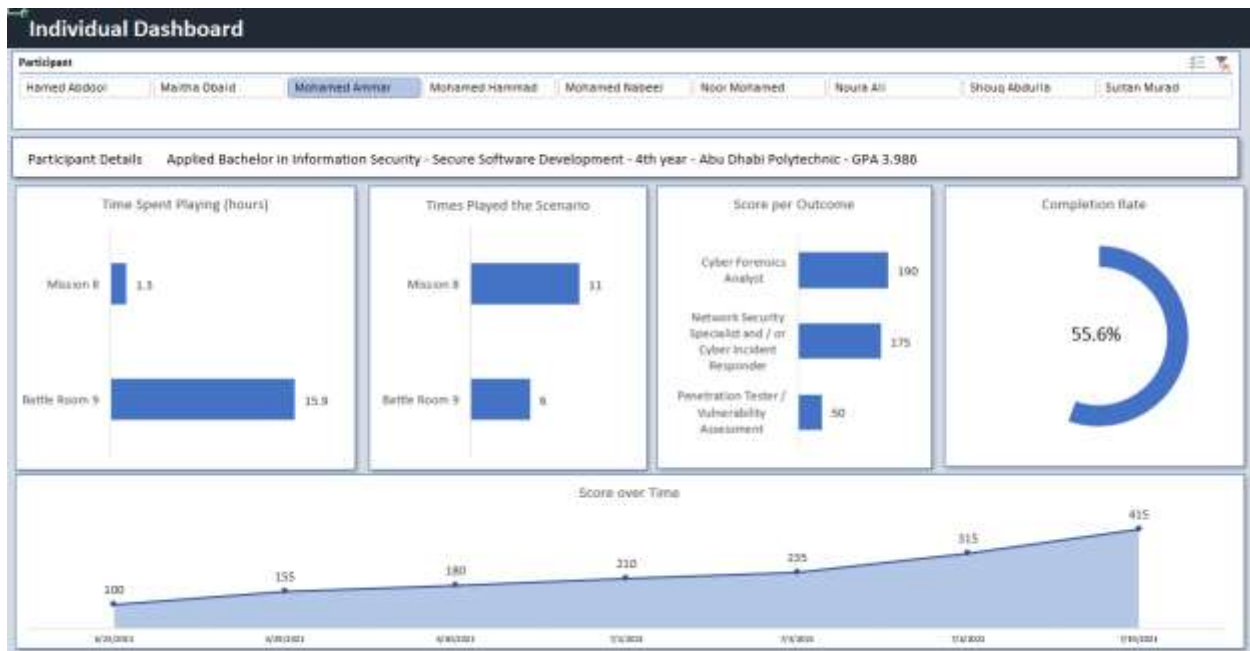 Individual Dashboard
Participant
Hamed Abdool Maitha Obaid Mohamed Ammar Mohamed Hammad Mohamed Nabeel Noor Mohamed Noura Ali Shouq Abdulla Sultan Murad
Participant Details Applied Bachelor in Information Security - Secure Software Development - 4th year - Abu Dhabi Polytechnic - GPA 3.986
Time Spent Playing (hours)
Mission 8
Battle Room 9 15.9
Times Played the Scenario
Mission 8 11
Battle Room 9 6
Score per Outcome
Cyber Forensics
Analyst
190
Network Security
Specialist and / or
Cyber Incident
Responder
175
Penetration Tester /
Vulnerability
Assessment
50
Completion Rate
55.6%
Score over Time
100 155 180 210 235 315 415